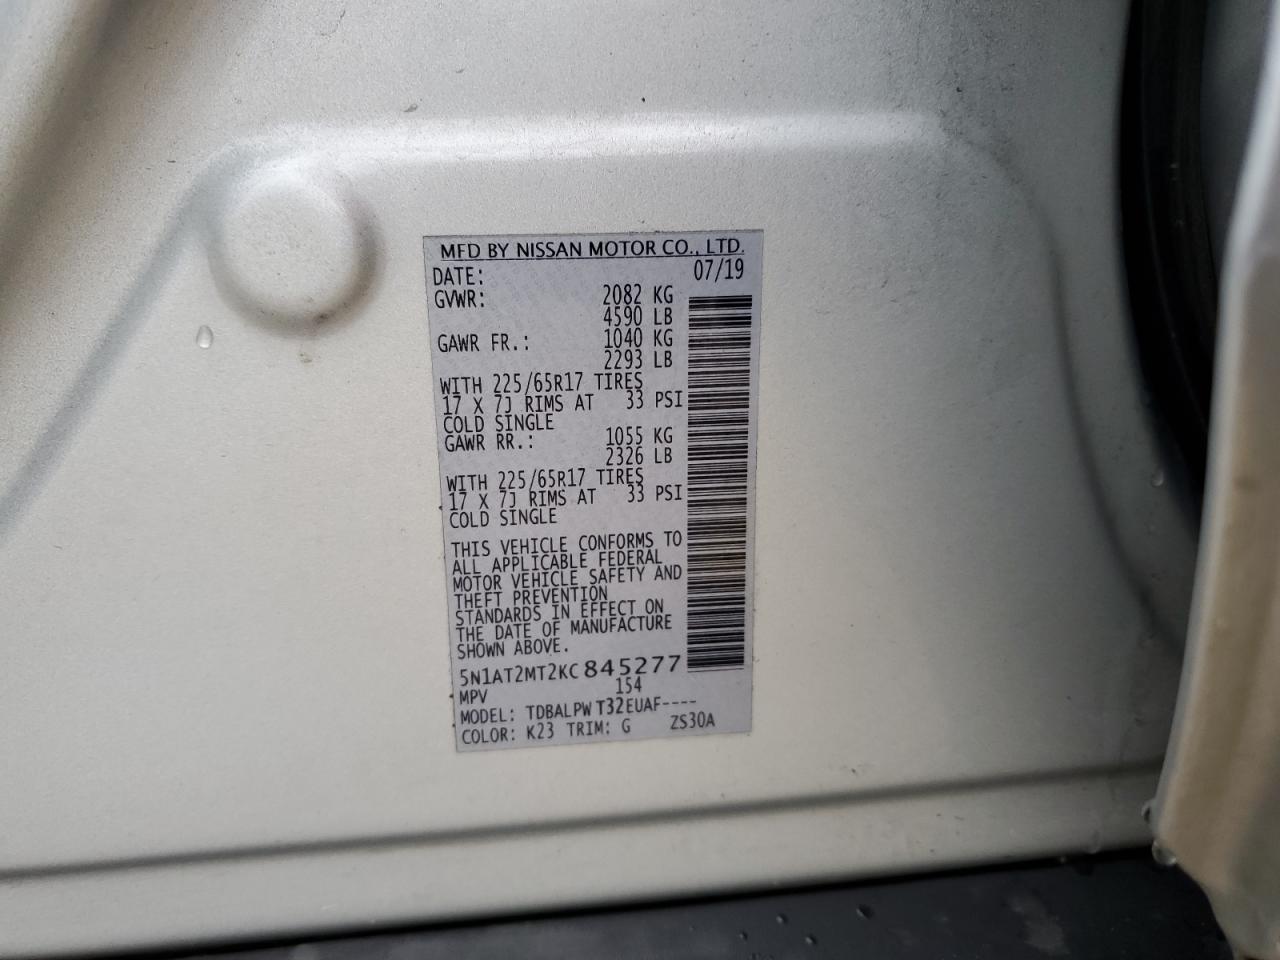 MFD BY NISSAN MOTOR CO., LTD.
DATE: 07/19
GVWR: 2082 KG
4590 LB
GAWR FR.: 1040 KG
2293 LB
WITH 225/65R17 TIRES
17 X 7J RIMS AT 33 PSI
COLD SINGLE
GAWR RR.: 1055 KG
2326 LB
WITH 225/65R17 TIRES
17 X 7J RIMS AT 33 PSI
COLD SINGLE
THIS VEHICLE CONFORMS TO
ALL APPLICABLE FEDERAL
MOTOR VEHICLE SAFETY AND
THEFT PREVENTION
STANDARDS IN EFFECT ON
THE DATE OF MANUFACTURE
SHOWN ABOVE.
5N1AT2MT2KC845277
MPV 154
MODEL: TDBALPW T32EUAF----
COLOR: K23 TRIM: G ZS30A